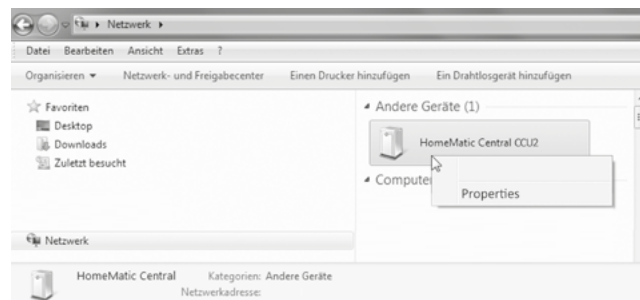 Netzwerk
Datei Bearbeiten Ansicht Extras ?
Organisieren Netzwerk- und Freigabecenter Einen Drucker hinzufügen Ein Drahtlosgerät hinzufügen
Favoriten
Desktop
Downloads
Zuletzt besucht
Netzwerk
Andere Geräte (1)
HomeMatic Central CCU2
Compute
Properties
HomeMatic Central Kategorien: Andere Geräte
Netzwerkadresse: